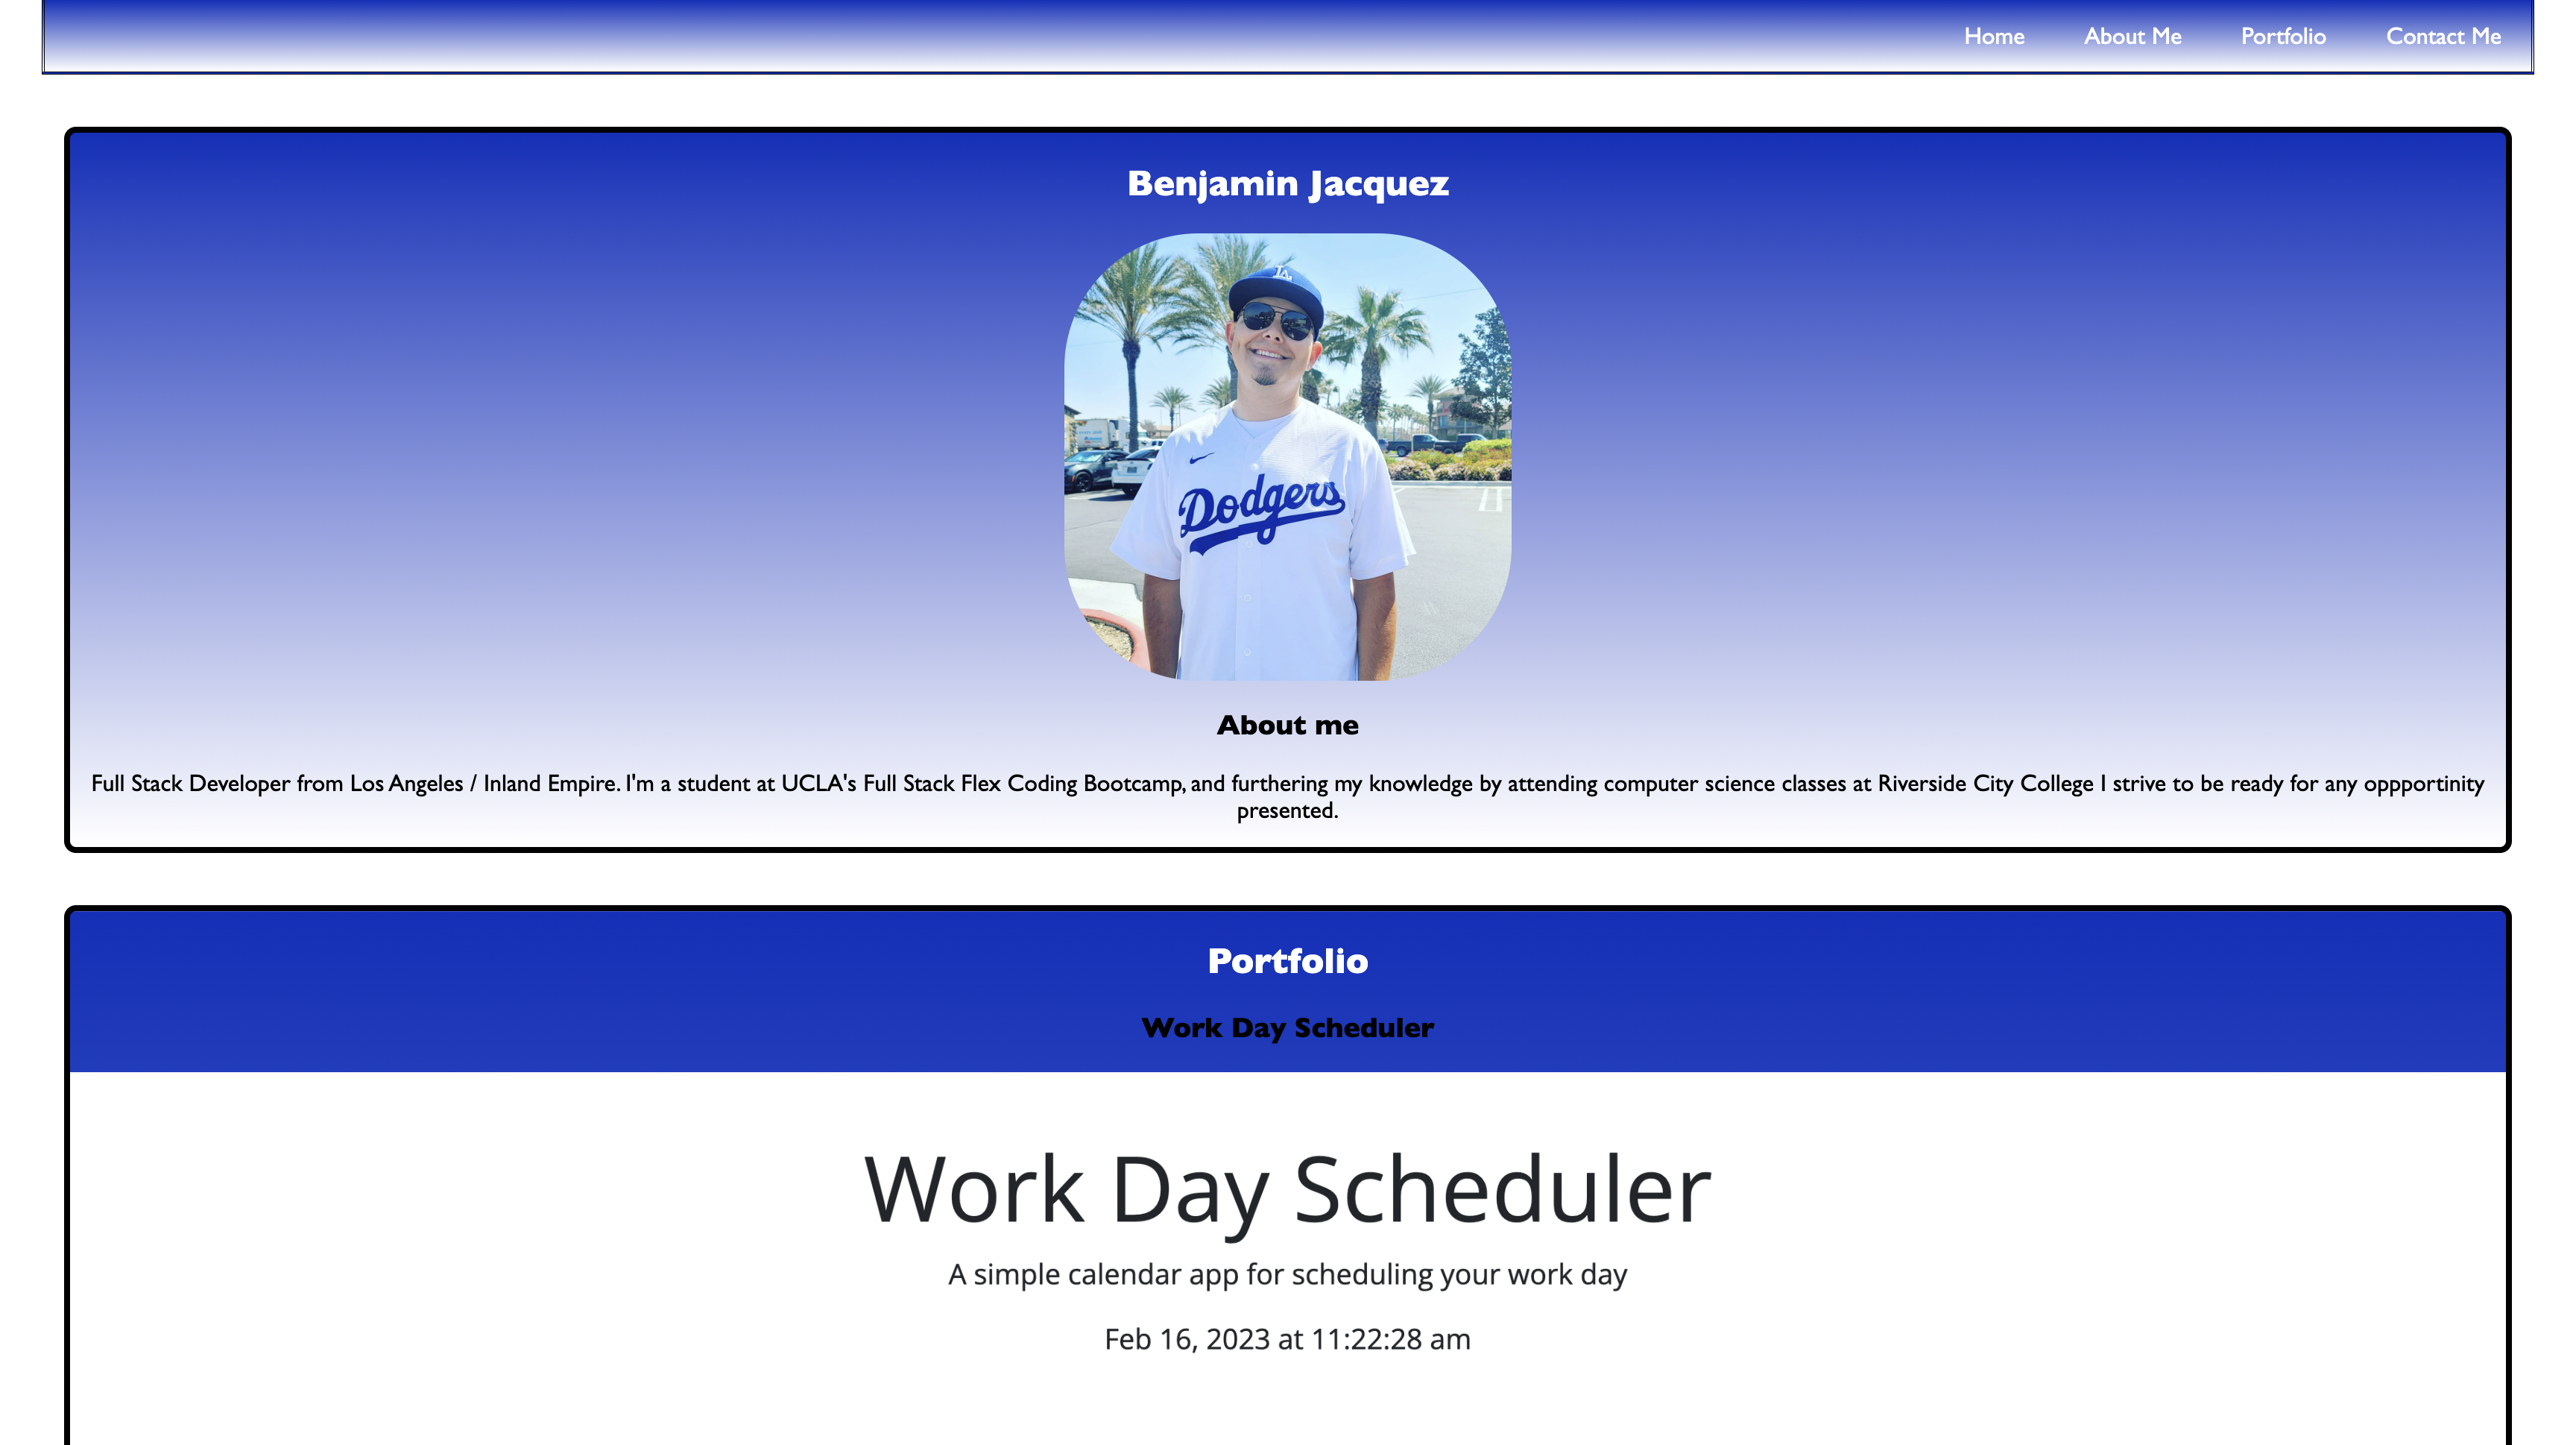 Home About Me Portfolio Contact Me
Benjamin Jacquez
LA
Dodgers
About me
Full Stack Developer from Los Angeles / Inland Empire. I'm a student at UCLA's Full Stack Flex Coding Bootcamp, and furthering my knowledge by attending computer science classes at Riverside City College I strive to be ready for any oppportinity
presented.
Portfolio
Work Day Scheduler
Work Day Scheduler
A simple calendar app for scheduling your work day
Feb 16, 2023 at 11:22:28 am